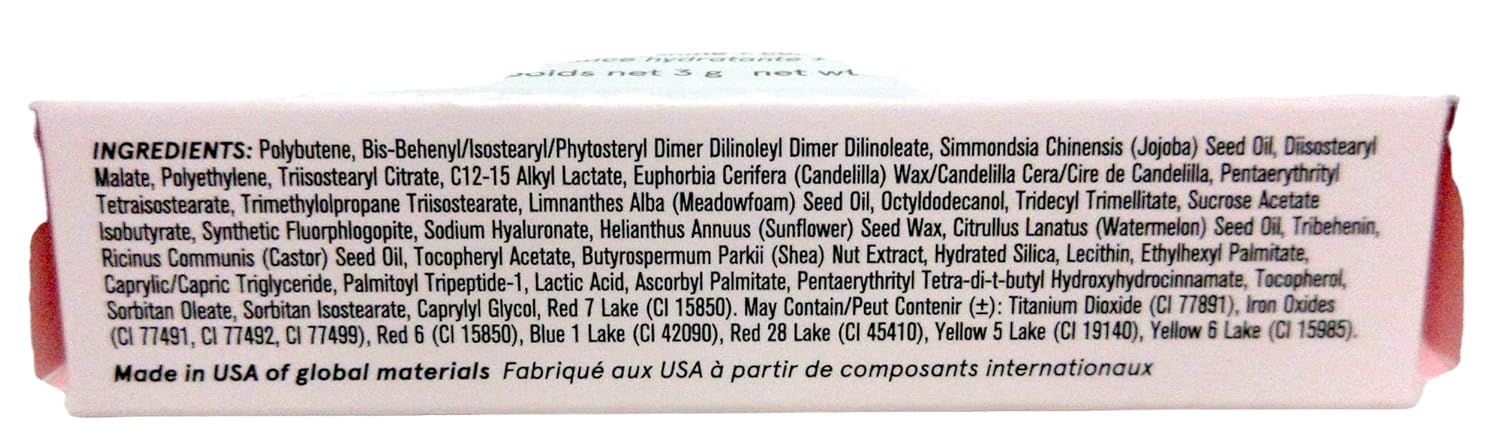 hydratante
poids net 3 g net wt.
INGREDIENTS: Polybutene, Bis-Behenyl/Isostearyl/Phytosteryl Dimer Dilinoleyl Dimer Dilinoleate, Simmondsia Chinensis (Jojoba) Seed Oil, Diisostearyl
Malate, Polyethylene, Triisostearyl Citrate, C12-15 Alkyl Lactate, Euphorbia Cerifera (Candelilla) Wax/Candelilla Cera/Cire de Candelilla, Pentaerythrityl
Tetraisostearate, Trimethylolpropane Triisostearate, Limnanthes Alba (Meadowfoam) Seed Oil, Octyldodecanol, Tridecyl Trimellitate, Sucrose Acetate
Isobutyrate, Synthetic Fluorphlogopite, Sodium Hyaluronate, Helianthus Annuus (Sunflower) Seed Wax, Citrullus Lanatus (Watermelon) Seed Oil, Tribehenin,
Ricinus Communis (Castor) Seed Oil, Tocopheryl Acetate, Butyrospermum Parkii (Shea) Nut Extract, Hydrated Silica, Lecithin, Ethylhexyl Palmitate,
Caprylic/Capric Triglyceride, Palmitoyl Tripeptide-1, Lactic Acid, Ascorbyl Palmitate, Pentaerythrityl Tetra-di-t-butyl Hydroxyhydrocinnamate, Tocopherol,
Sorbitan Oleate, Sorbitan Isostearate, Caprylyl Glycol, Red 7 Lake (CI 15850). May Contain/Peut Contenir (±): Titanium Dioxide (CI 77891), Iron Oxides
(CI 77491, CI 77492, CI 77499), Red 6 (CI 15850), Blue 1 Lake (CI 42090), Red 28 Lake (CI 45410), Yellow 5 Lake (CI 19140), Yellow 6 Lake (CI 15985).
Made in USA of global materials Fabriqué aux USA à partir de composants internationaux